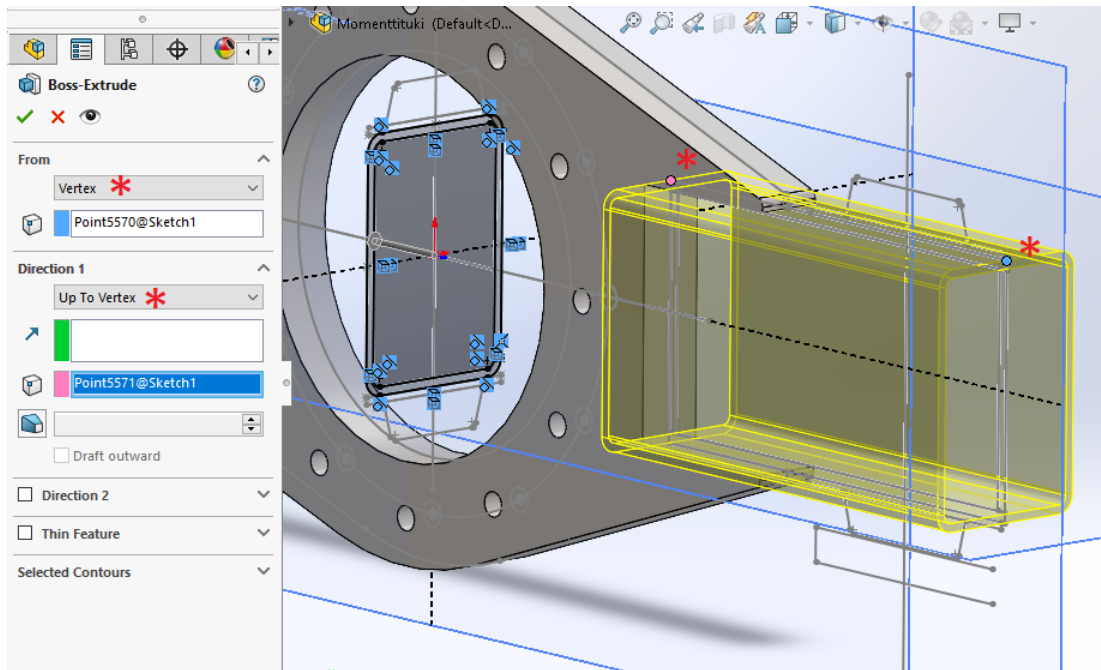 Momenttituki (Default<D...
Boss-Extrude
From
Vertex
Point5570@Sketch1
Direction 1
Up To Vertex
Point5571@Sketch1
Draft outward
Direction 2
Thin Feature
Selected Contours